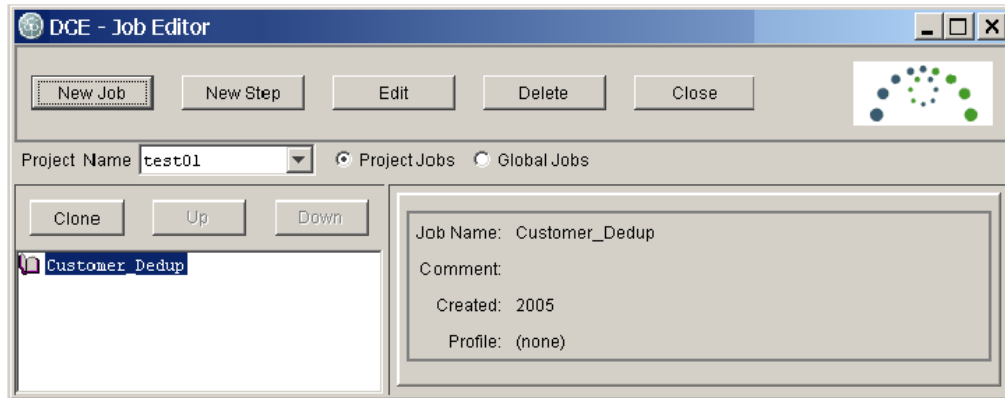 DCE - Job Editor
New Job New Step Edit Delete Close
Project Name test01 Project Jobs Global Jobs
Clone Up Down
Customer_Dedup
Job Name: Customer_Dedup
Comment:
Created: 2005
Profile: (none)